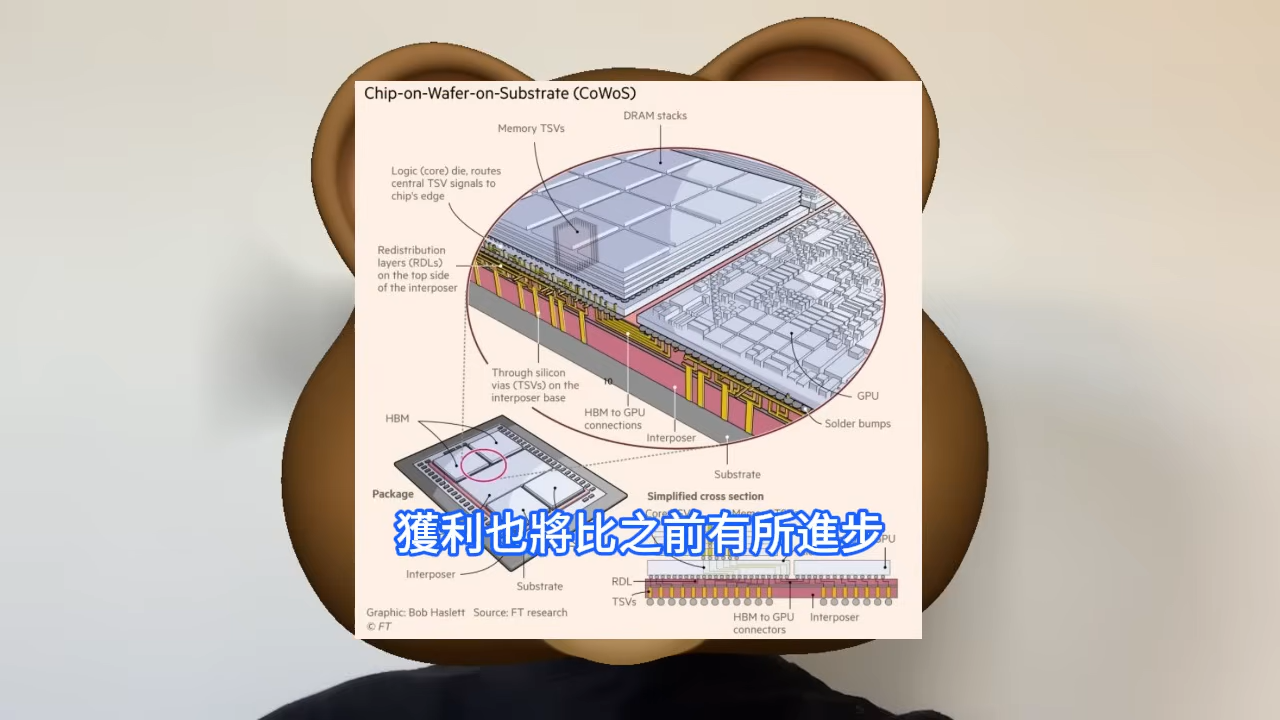 Chip-on-Wafer-on-Substrate (CoWoS)
DRAM stacks
Memory TSVs
Logic (core) die, routes
central TSV signals to
chip's edge
Redistribution
layers (RDLs)
on the top side
of the interposer
Through silicon
vias (TSVs) on the
interposer base
10
HBM to GPU
connections
Interposer
GPU
Solder bumps
Substrate
HBM
Package
Interposer
Substrate
Simplified cross section
獲利也將比之前有所進步
RDL
TSVs
HBM to GPU
connectors
Interposer
Graphic: Bob Haslett Source: FT research
© FT